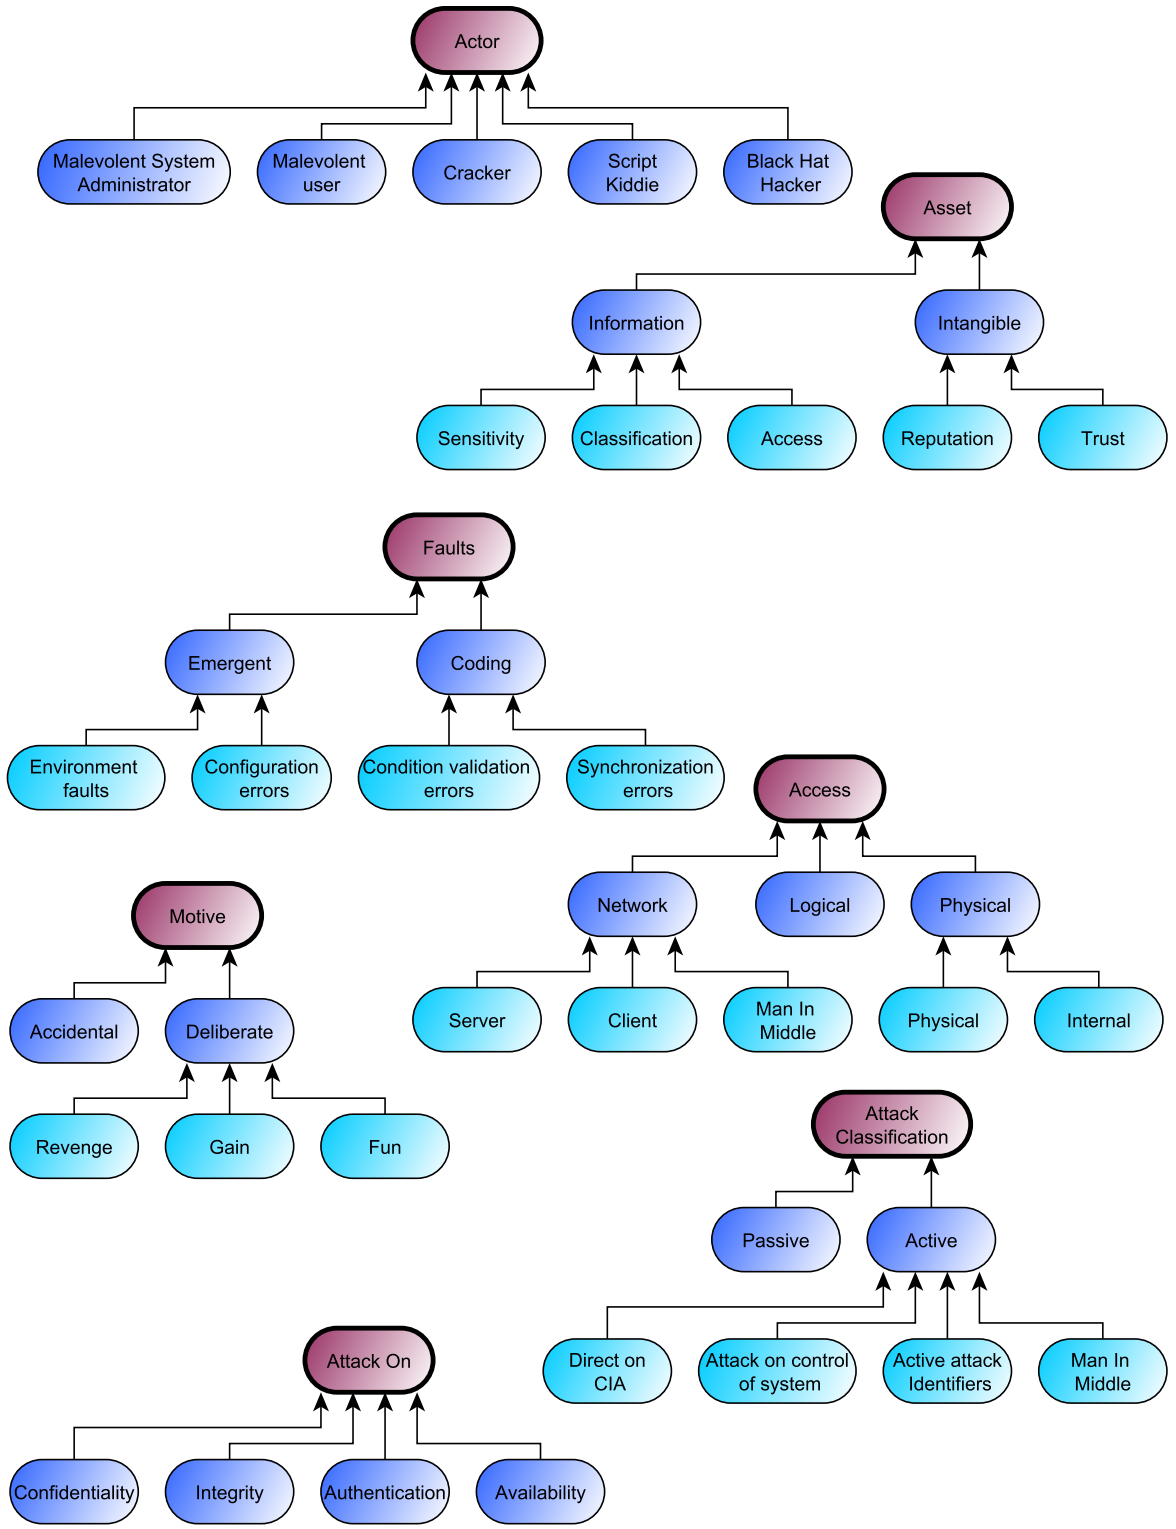 Actor
Malevolent System
Administrator
Malevolent
user
Cracker
Script
Kiddie
Black Hat
Hacker
Asset
Information
Intangible
Sensitivity
Classification
Access
Reputation
Trust
Faults
Emergent
Coding
Environment
faults
Configuration
errors
Condition validation
errors
Synchronization
errors
Access
Network
Logical
Physical
Server
Client
Man In
Middle
Physical
Internal
Motive
Accidental
Deliberate
Revenge
Gain
Fun
Attack
Classification
Passive
Active
Direct on
CIA
Attack on control
of system
Active attack
Identifiers
Man In
Middle
Attack On
Confidentiality
Integrity
Authentication
Availability